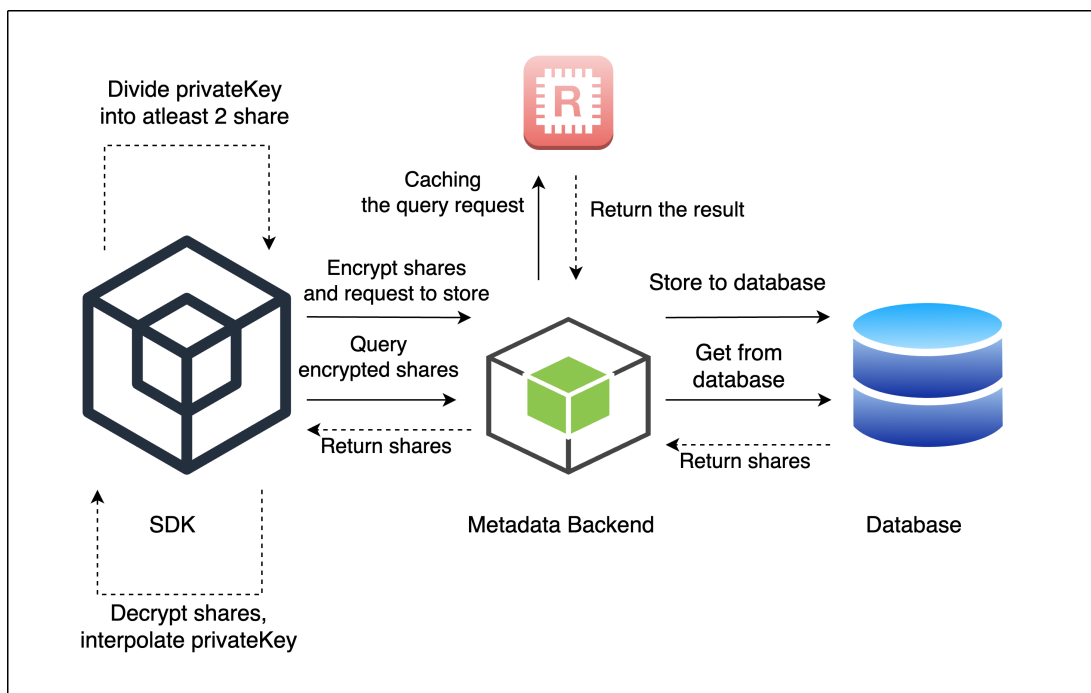 Divide privateKey
into atleast 2 share
R
Caching
the query request
Return the result
Encrypt shares
and request to store
Store to database
Query
encrypted shares
Get from
database
Return shares
Return shares
SDK
Metadata Backend
Database
Decrypt shares,
interpolate privateKey